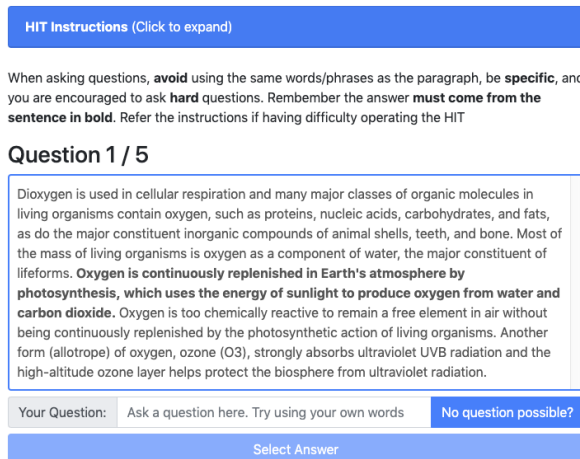 HIT Instructions (Click to expand)
When asking questions, avoid using the same words/phrases as the paragraph, be specific, and
you are encouraged to ask hard questions. Remember the answer must come from the
sentence in bold. Refer the instructions if having difficulty operating the HIT
Question 1 / 5
Dioxygen is used in cellular respiration and many major classes of organic molecules in
living organisms contain oxygen, such as proteins, nucleic acids, carbohydrates, and fats,
as do the major constituent inorganic compounds of animal shells, teeth, and bone. Most of
the mass of living organisms is oxygen as a component of water, the major constituent of
lifeforms. Oxygen is continuously replenished in Earth's atmosphere by
photosynthesis, which uses the energy of sunlight to produce oxygen from water and
carbon dioxide. Oxygen is too chemically reactive to remain a free element in air without
being continuously replenished by the photosynthetic action of living organisms. Another
form (allotrope) of oxygen, ozone (O3), strongly absorbs ultraviolet UVB radiation and the
high-altitude ozone layer helps protect the biosphere from ultraviolet radiation.
Your Question: Ask a question here. Try using your own words No question possible?
Select Answer